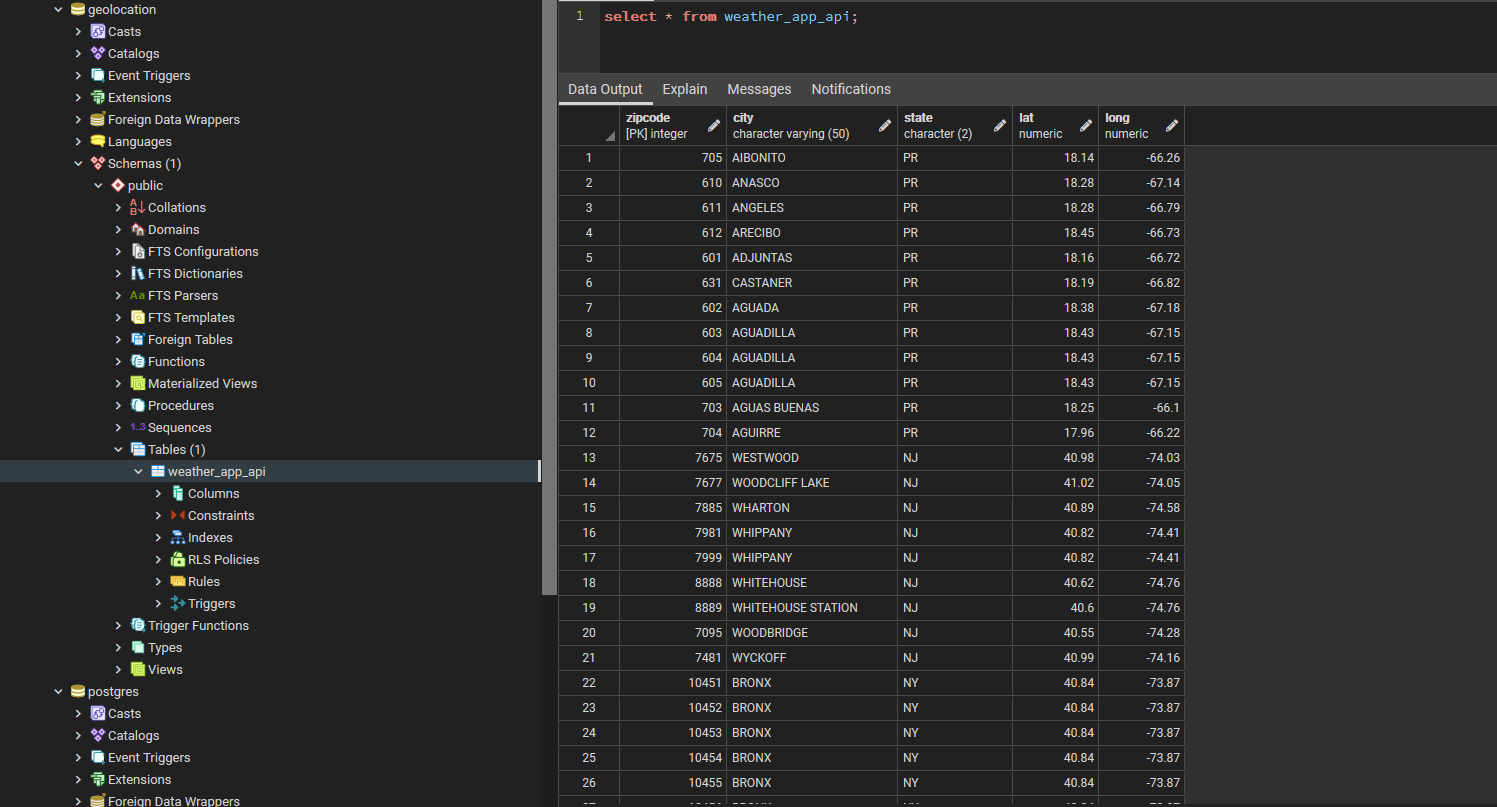 geolocation
Casts
Catalogs
Event Triggers
Extensions
Foreign Data Wrappers
Languages
Schemas (1)
public
Collations
Domains
FTS Configurations
FTS Dictionaries
Aa FTS Parsers
FTS Templates
Foreign Tables
Functions
Materialized Views
Procedures
1..3 Sequences
Tables (1)
weather_app_api
Columns
Constraints
Indexes
RLS Policies
Rules
Triggers
Trigger Functions
Types
Views
postgres
Casts
Catalogs
Event Triggers
Extensions
Foreign Data Wrappers
1 select * from weather_app_api;
Data Output Explain Messages Notifications
zipcode city state lat long
[PK] integer character varying (50) character (2) numeric numeric
1 705 AIBONITO PR 18.14 -66.26
2 610 ANASCO PR 18.28 -67.14
3 611 ANGELES PR 18.28 -66.79
4 612 ARECIBO PR 18.45 -66.73
5 601 ADJUNTAS PR 18.16 -66.72
6 631 CASTANER PR 18.19 -66.82
7 602 AGUADA PR 18.38 -67.18
8 603 AGUADILLA PR 18.43 -67.15
9 604 AGUADILLA PR 18.43 -67.15
10 605 AGUADILLA PR 18.43 -67.15
11 703 AGUAS BUENAS PR 18.25 -66.1
12 704 AGUIRRE PR 17.96 -66.22
13 7675 WESTWOOD NJ 40.98 -74.03
14 7677 WOODCLIFF LAKE NJ 41.02 -74.05
15 7885 WHARTON NJ 40.89 -74.58
16 7981 WHIPPANY NJ 40.82 -74.41
17 7999 WHIPPANY NJ 40.82 -74.41
18 8888 WHITEHOUSE NJ 40.62 -74.76
19 8889 WHITEHOUSE STATION NJ 40.6 -74.76
20 7095 WOODBRIDGE NJ 40.55 -74.28
21 7481 WYCKOFF NJ 40.99 -74.16
22 10451 BRONX NY 40.84 -73.87
23 10452 BRONX NY 40.84 -73.87
24 10453 BRONX NY 40.84 -73.87
25 10454 BRONX NY 40.84 -73.87
26 10455 BRONX NY 40.84 -73.87